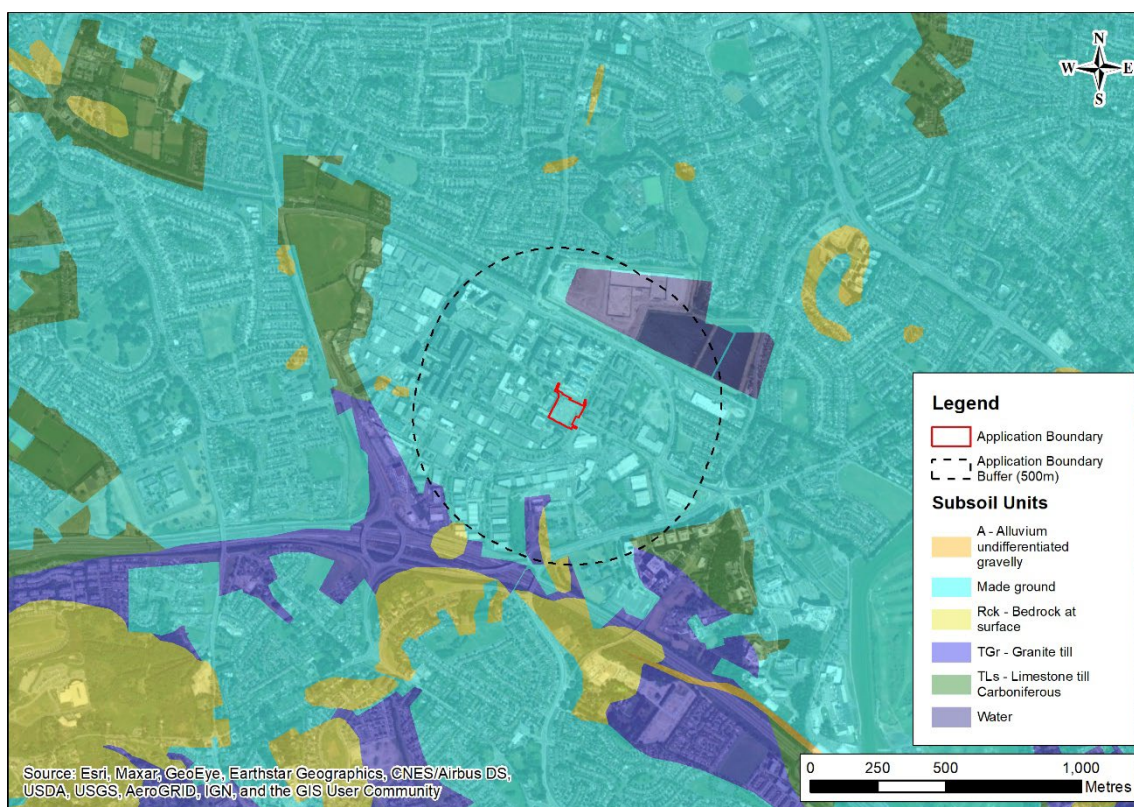 N
W E
S
Legend
Application Boundary
Application Boundary
Buffer (500m)
Subsoil Units
A - Alluvium
undifferentiated
gravelly
Made ground
Rck - Bedrock at
surface
TGr - Granite till
TLs - Limestone till
Carboniferous
Water
0 250 500 1,000
Metres
Source: Esri, Maxar, GeoEye, Earthstar Geographics, CNES/Airbus DS,
USDA, USGS, AeroGRID, IGN, and the GIS User Community